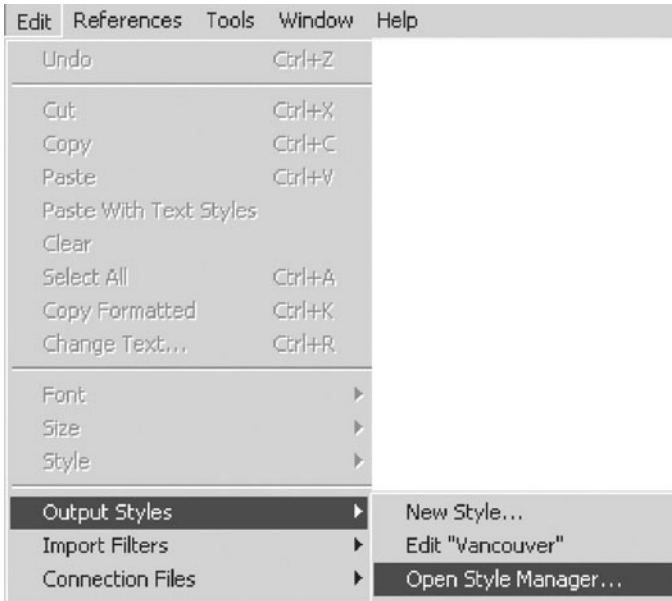 Edit References Tools Window Help
Undo Ctrl+Z
Cut Ctrl+X
Copy Ctrl+C
Paste Ctrl+V
Paste With Text Styles
Clear
Select All Ctrl+A
Copy Formatted Ctrl+K
Change Text... Ctrl+R
Font
Size
Style
Output Styles New Style...
Import Filters Edit "Vancouver"
Connection Files Open Style Manager...